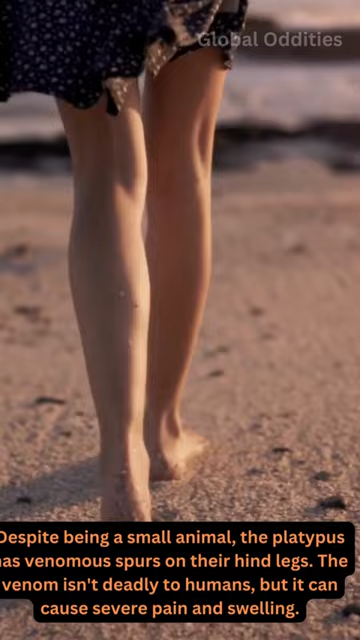 Global Oddities
Despite being a small animal, the platypus
has venomous spurs on their hind legs. The
venom isn't deadly to humans, but it can
cause severe pain and swelling.